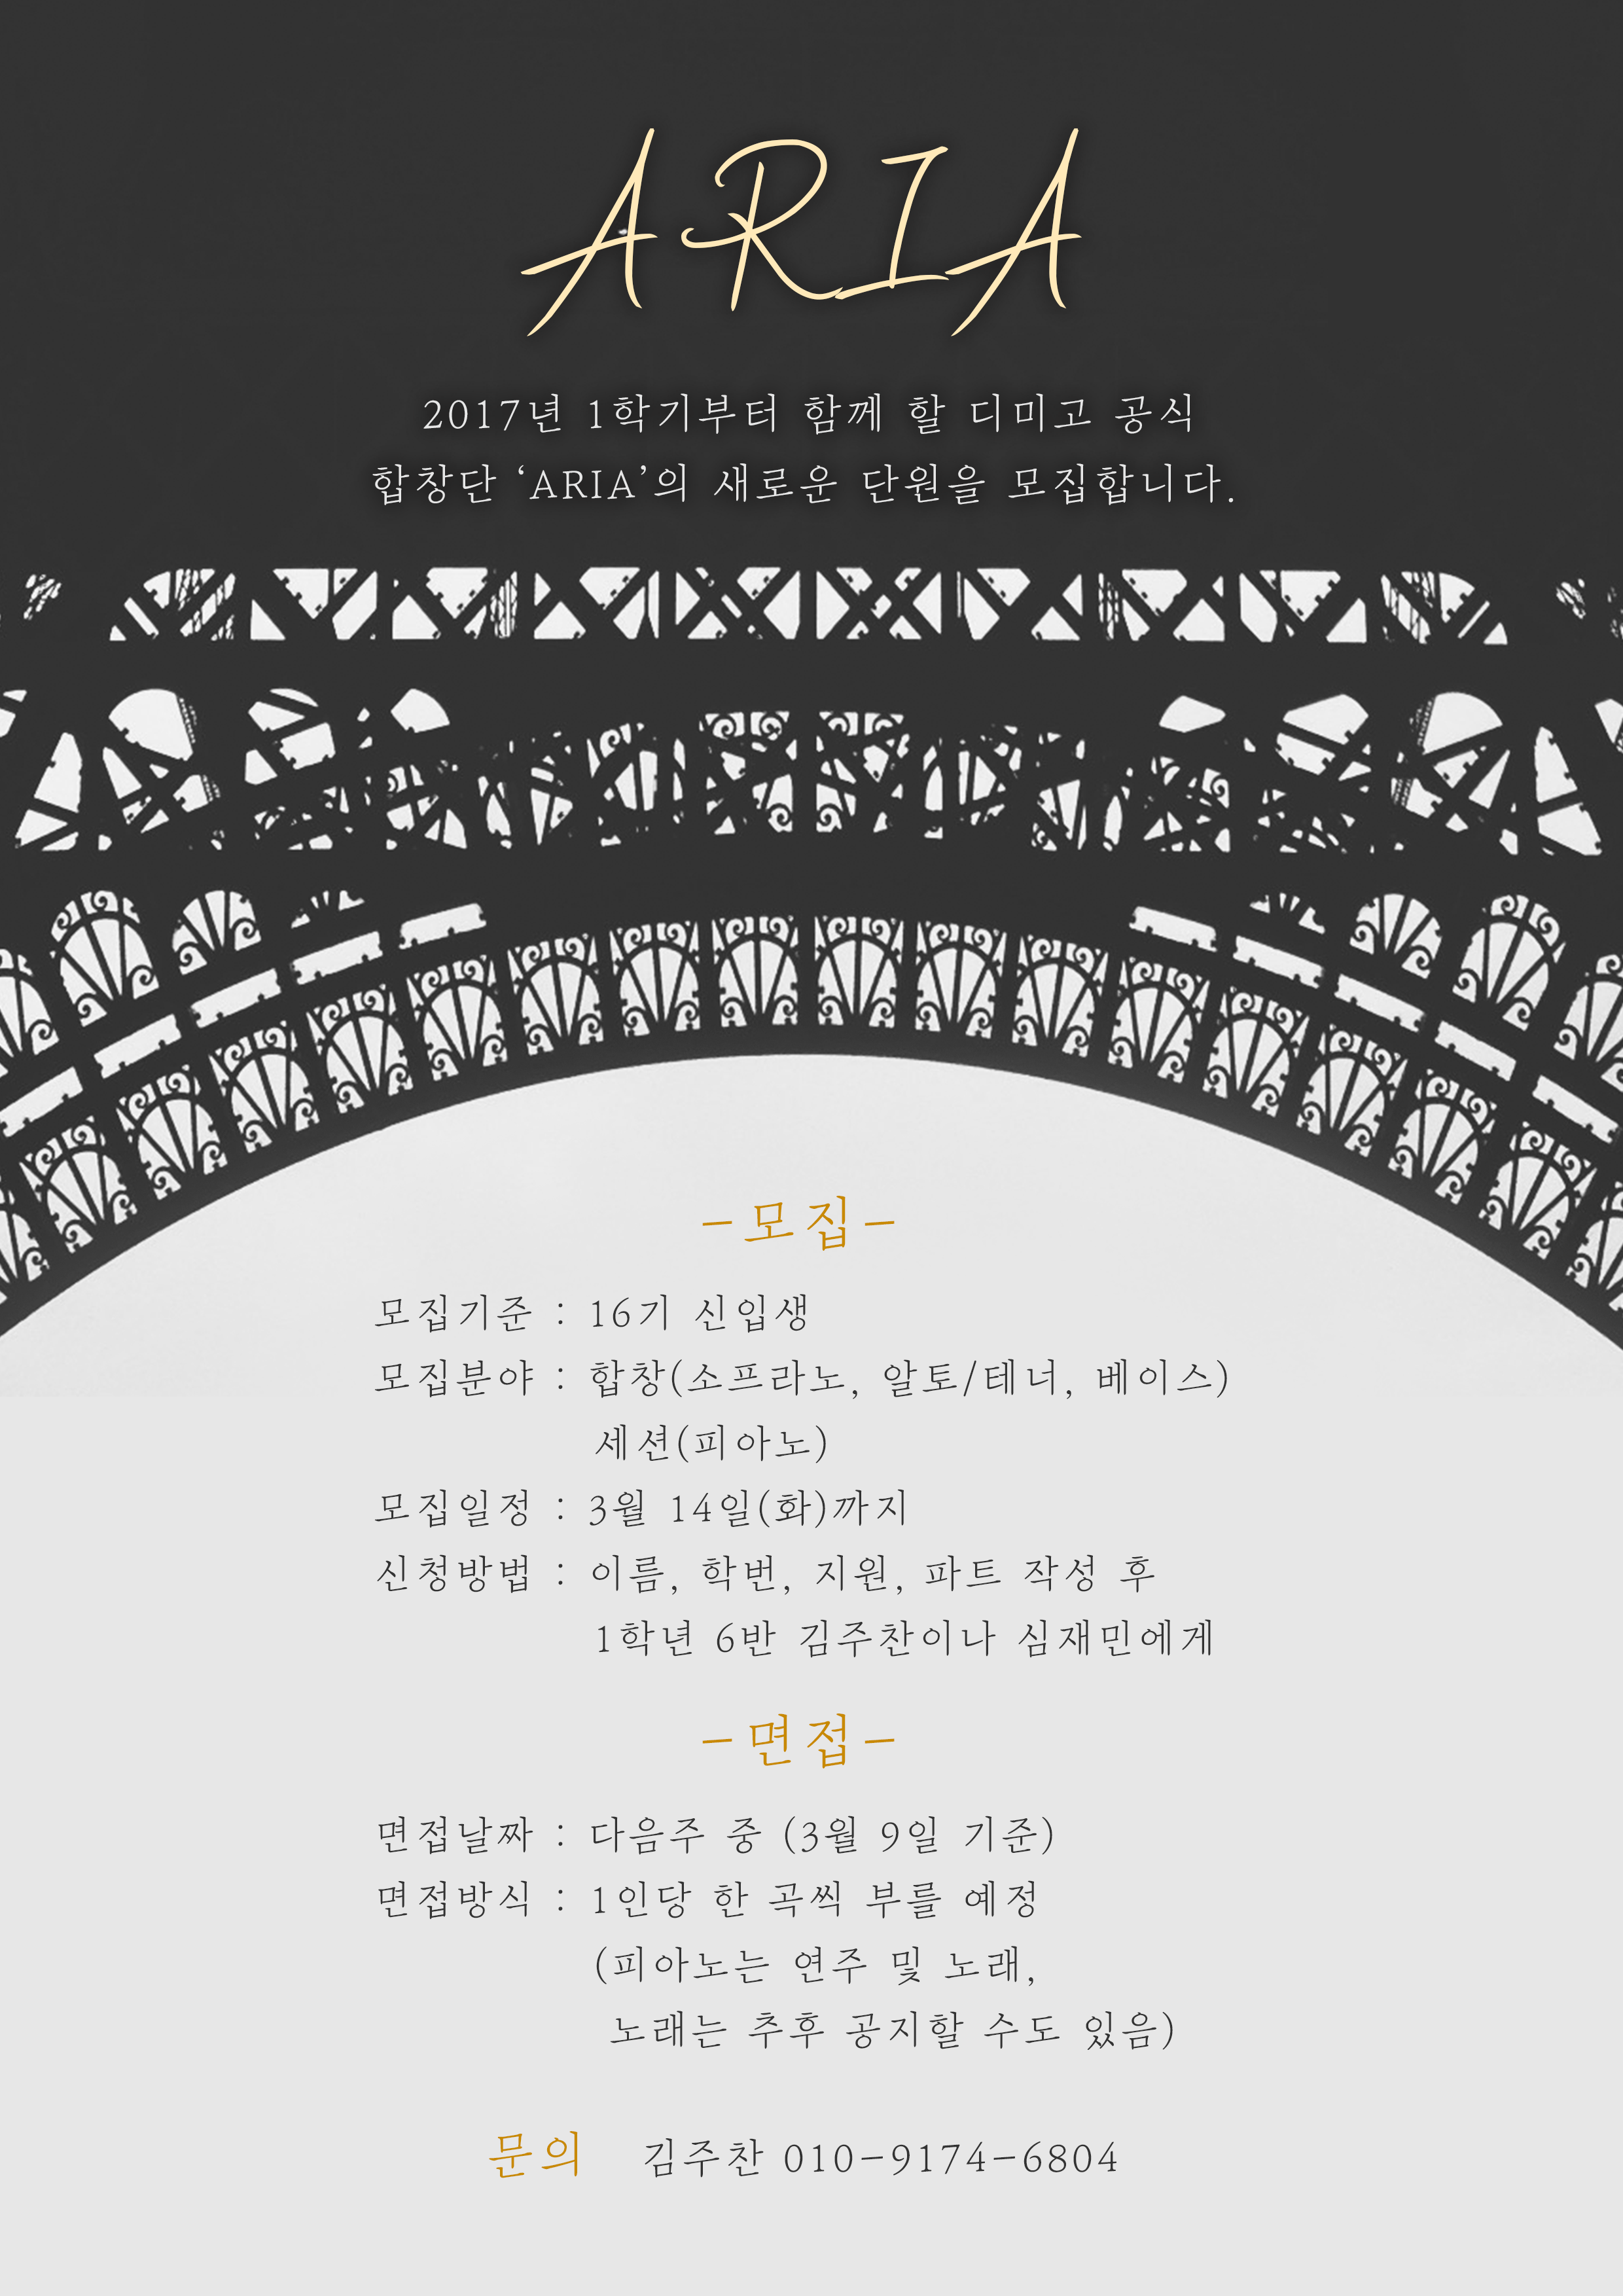 ARIA
2017년 1학기부터 함께 할 디미고 공식
합창단 ‘ARIA’의 새로운 단원을 모집합니다.
-모집-
모집기준 : 16기 신입생
모집분야 : 합창(소프라노, 알토/테너, 베이스)
세션(피아노)
모집일정 : 3월 14일(화)까지
신청방법 : 이름, 학번, 지원, 파트 작성 후
1학년 6반 김주찬이나 심재민에게
-면접-
면접날짜 : 다음주 중 (3월 9일 기준)
면접방식 : 1인당 한 곡씩 부를 예정
(피아노는 연주 및 노래,
노래는 추후 공지할 수도 있음)
문의 김주찬 010-9174-6804